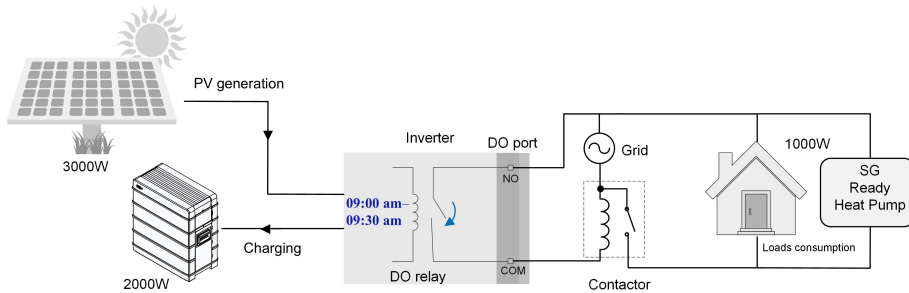 PV generation
3000W
Inverter
DO port
NO
09:00 am–
09:30 am
Charging
2000W
DO relay
COM
Grid
Contactor
1000W
Loads consumption
SG
Ready
Heat Pump